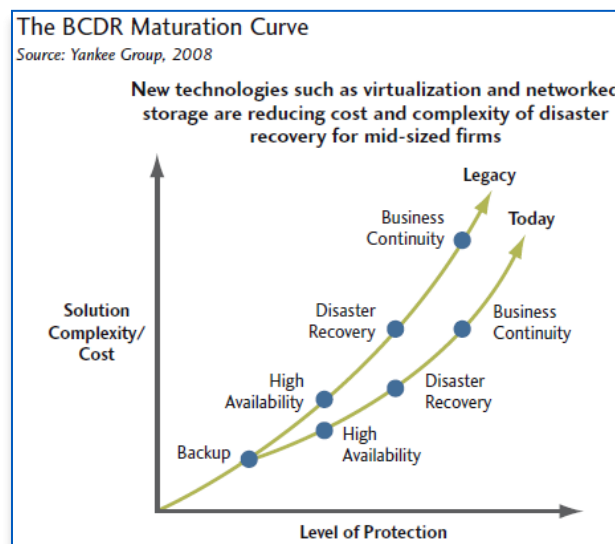 The BCDR Maturation Curve
Source: Yankee Group, 2008
New technologies such as virtualization and networked
storage are reducing cost and complexity of disaster
recovery for mid-sized firms
Legacy
Today
Business
Continuity
Solution
Complexity/
Cost
Disaster
Recovery
Business
Continuity
High
Availability
Disaster
Recovery
Backup
High
Availability
Level of Protection